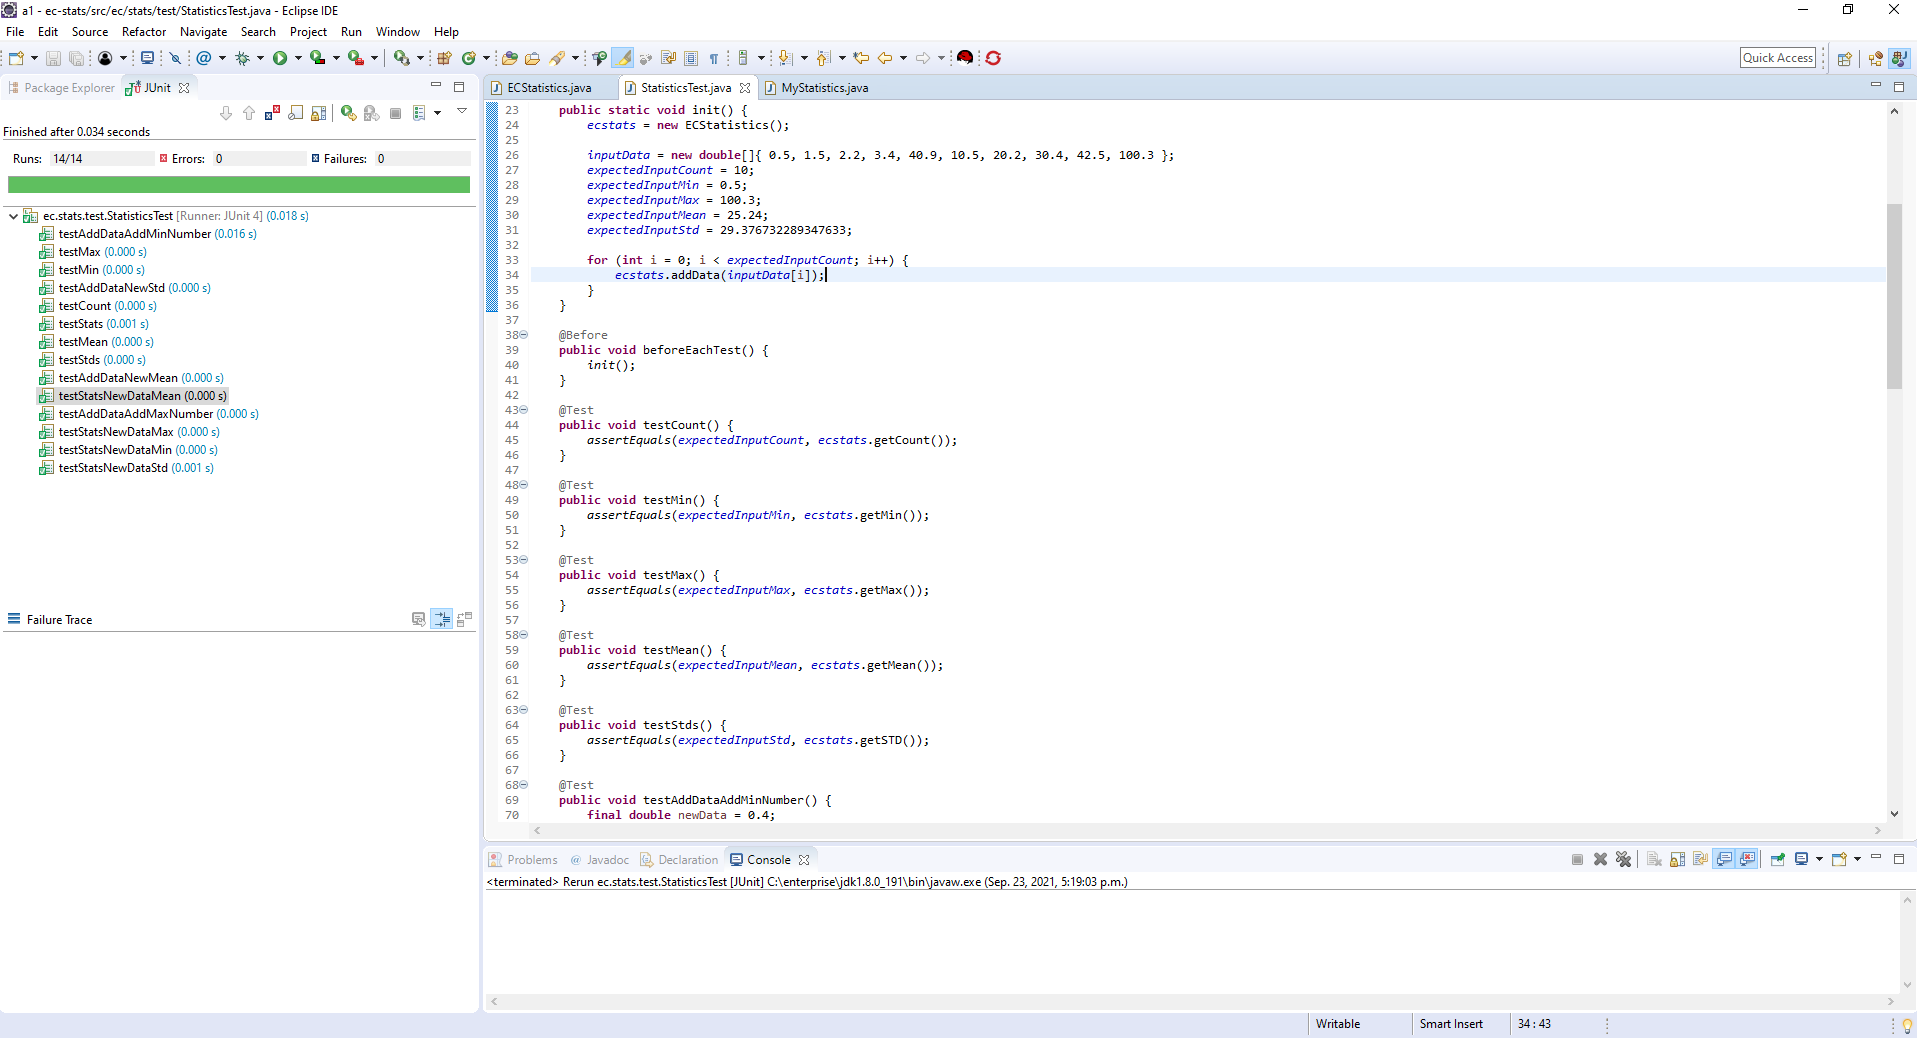 a1 - ec-stats/src/ec/stats/test/StatisticsTest.java - Eclipse IDE
File Edit Source Refactor Navigate Search Project Run Window Help
Quick Access
Package Explorer JUnit
Finished after 0.034 seconds
Runs: 14/14 Errors: 0 Failures: 0
ec.stats.test.StatisticsTest [Runner: JUnit 4] (0.018 s)
testAddDataAddMinNumber (0.016 s)
testMax (0.000 s)
testMin (0.000 s)
testAddDataNewStd (0.000 s)
testCount (0.000 s)
testStats (0.001 s)
testMean (0.000 s)
testStds (0.000 s)
testAddDataNewMean (0.000 s)
testStatsNewDataMean (0.000 s)
testAddDataAddMaxNumber (0.000 s)
testStatsNewDataMax (0.000 s)
testStatsNewDataMin (0.000 s)
testStatsNewDataStd (0.001 s)
Failure Trace
ECStatistics.java StatisticsTest.java MyStatistics.java
23 public static void init() {
24 ecstats = new ECStatistics();
25
26 inputData = new double[]{ 0.5, 1.5, 2.2, 3.4, 40.9, 10.5, 20.2, 30.4, 42.5, 100.3 };
27 expectedInputCount = 10;
28 expectedInputMin = 0.5;
29 expectedInputMax = 100.3;
30 expectedInputMean = 25.24;
31 expectedInputStd = 29.376732289347633;
32
33 for (int i = 0; i < expectedInputCount; i++) {
34 ecstats.addData(inputData[i]);
35 }
36 }
37
38 @Before
39 public void beforeEachTest() {
40 init();
41 }
42
43 @Test
44 public void testCount() {
45 assertEquals(expectedInputCount, ecstats.getCount());
46 }
47
48 @Test
49 public void testMin() {
50 assertEquals(expectedInputMin, ecstats.getMin());
51 }
52
53 @Test
54 public void testMax() {
55 assertEquals(expectedInputMax, ecstats.getMax());
56 }
57
58 @Test
59 public void testMean() {
60 assertEquals(expectedInputMean, ecstats.getMean());
61 }
62
63 @Test
64 public void testStds() {
65 assertEquals(expectedInputStd, ecstats.getSTD());
66 }
67
68 @Test
69 public void testAddDataAddMinNumber() {
70 final double newData = 0.4;
Problems @ Javadoc Declaration Console
<terminated> Rerun ec.stats.test.StatisticsTest [JUnit] C:\enterprise\jdk1.8.0_191\bin\javaw.exe (Sep. 23, 2021, 5:19:03 p.m.)
Writable Smart Insert 34 : 43